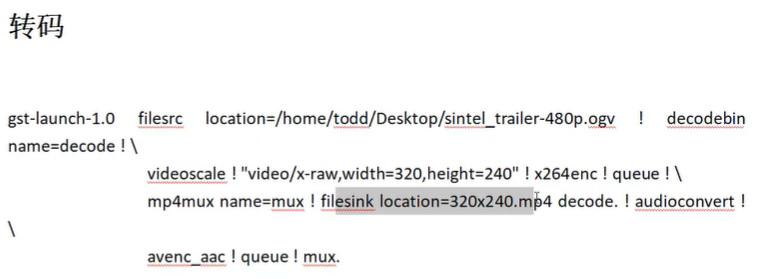 转码
gst-launch-1.0 filesrc location=/home/todd/Desktop/sintel_trailer-480p.ogv ! decodebin
name=decode ! \
videoscale ! "video/x-raw,width=320,height=240" ! x264enc ! queue ! \
mp4mux name=mux ! filesink location=320x240.mp4 decode. ! audioconvert !
\
avenc_aac ! queue ! mux.